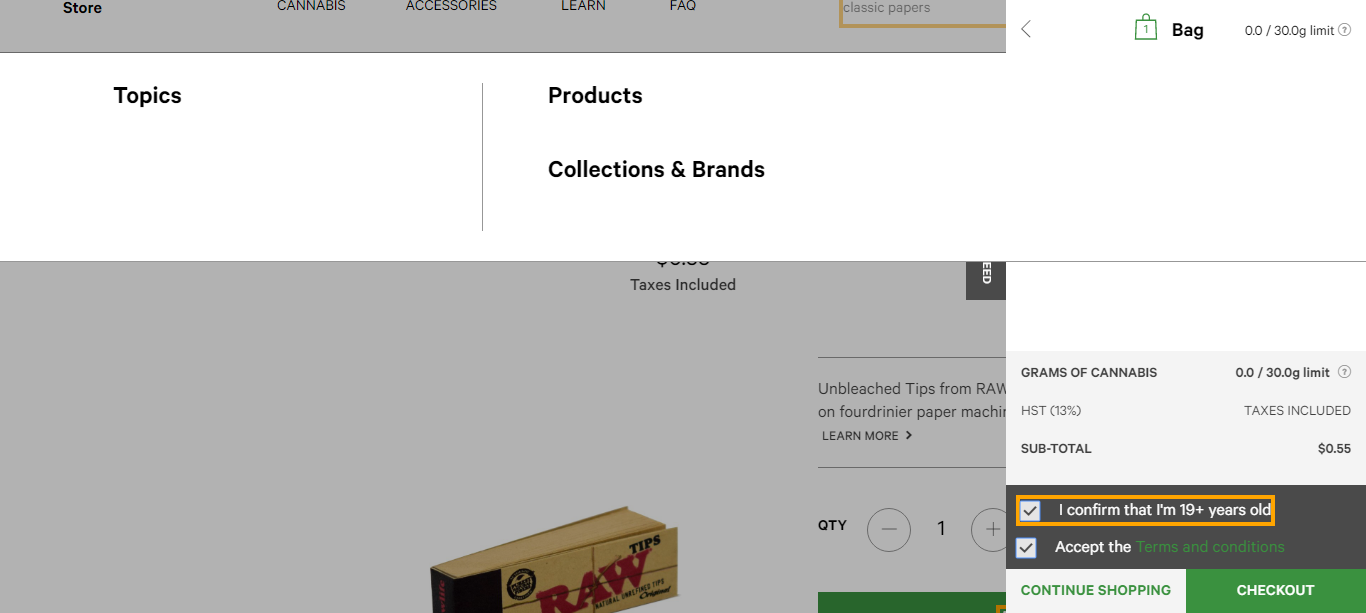 Store
CANNABIS
ACCESSORIES
LEARN
FAQ
classic papers
1
Bag
0.0 / 30.0g limit ?
Topics
Products
Collections & Brands
Taxes Included
EED
Unbleached Tips from RAW
on fourdrinier paper machi
LEARN MORE
QTY
1
TIPS
RAW
NATURAL UNREFINED TIPS
Original
GRAMS OF CANNABIS
0.0 / 30.0g limit ?
HST (13%)
TAXES INCLUDED
SUB-TOTAL
$0.55
I confirm that I'm 19+ years old
Accept the Terms and conditions
CONTINUE SHOPPING
CHECKOUT